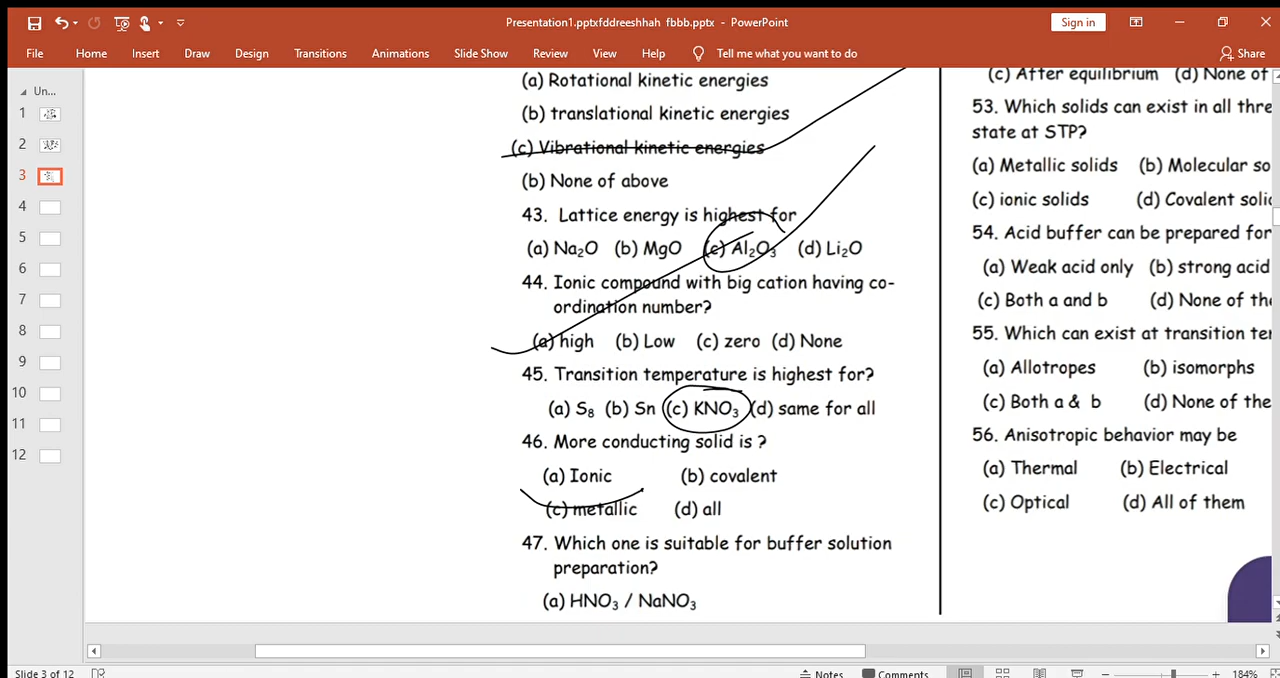 Presentation1.pptxfddreeshhah fbbb.pptx - PowerPoint
Sign in
File Home Insert Draw Design Transitions Animations Slide Show Review View Help Tell me what you want to do Share
Un...
1
2
3
4
5
6
7
8
9
10
11
12
(a) Rotational kinetic energies
(b) translational kinetic energies
(c) Vibrational kinetic energies
(b) None of above
43. Lattice energy is highest for
(a) Na₂O (b) MgO (c) Al₂O₃ (d) Li₂O
44. Ionic compound with big cation having co-
ordination number?
(a) high (b) Low (c) zero (d) None
45. Transition temperature is highest for?
(a) S₈ (b) Sn (c) KNO₃ (d) same for all
46. More conducting solid is ?
(a) Ionic (b) covalent
(c) metallic (d) all
47. Which one is suitable for buffer solution
preparation?
(a) HNO₃ / NaNO₃
(c) After equilibrium (d) None of
53. Which solids can exist in all thre
state at STP?
(a) Metallic solids (b) Molecular so
(c) ionic solids (d) Covalent solid
54. Acid buffer can be prepared for
(a) Weak acid only (b) strong acid
(c) Both a and b (d) None of the
55. Which can exist at transition te
(a) Allotropes (b) isomorphs
(c) Both a & b (d) None of the
56. Anisotropic behavior may be
(a) Thermal (b) Electrical
(c) Optical (d) All of them
Slide 3 of 12 Notes Comments 184%